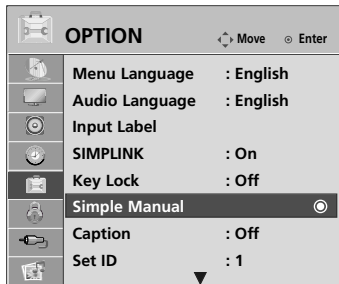 OPTION Move Enter
Menu Language : English
Audio Language : English
Input Label
SIMPLINK : On
Key Lock : Off
Simple Manual
Caption : Off
Set ID : 1